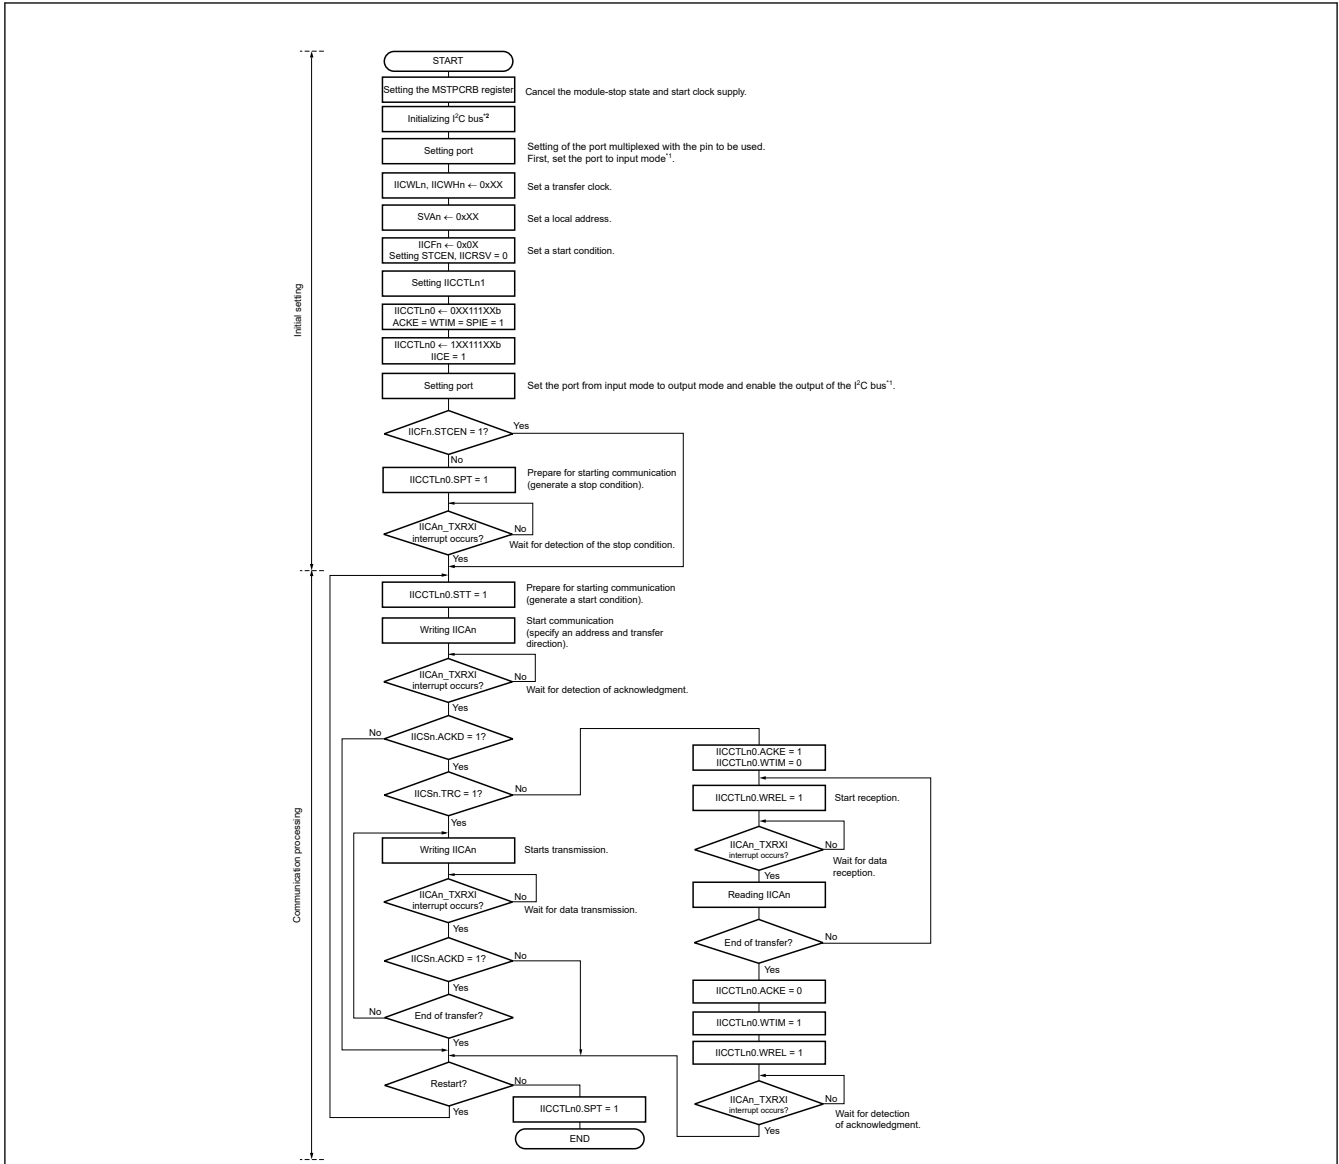 START
Setting the MSTPCRB register
Cancel the module-stop state and start clock supply.
Initializing I²C bus*2
Setting port
Setting of the port multiplexed with the pin to be used.
First, set the port to input mode*1.
IICWLn, IICWHn ← 0xXX
Set a transfer clock.
SVAn ← 0xXX
Set a local address.
IICFn ← 0x0X
Setting STCEN, IICRSV = 0
Set a start condition.
Setting IICCTLn1
Initial setting
IICCTLn0 ← 0XX111XXb
ACKE = WTIM = SPIE = 1
IICCTLn0 ← 1XX111XXb
IICE = 1
Setting port
Set the port from input mode to output mode and enable the output of the I²C bus*1.
IICFn.STCEN = 1?
Yes
No
IICCTLn0.SPT = 1
Prepare for starting communication
(generate a stop condition).
IICAn_TXRXI
interrupt occurs?
No
Wait for detection of the stop condition.
Yes
IICCTLn0.STT = 1
Prepare for starting communication
(generate a start condition).
Writing IICAn
Start communication
(specify an address and transfer
direction).
IICAn_TXRXI
interrupt occurs?
No
Wait for detection of acknowledgment.
Yes
No
IICSn.ACKD = 1?
Yes
IICSn.TRC = 1?
No
Yes
Communication processing
Writing IICAn
Starts transmission.
IICAn_TXRXI
interrupt occurs?
No
Wait for data transmission.
Yes
IICSn.ACKD = 1?
No
Yes
No
End of transfer?
Yes
Restart?
No
Yes
IICCTLn0.SPT = 1
END
IICCTLn0.ACKE = 1
IICCTLn0.WTIM = 0
IICCTLn0.WREL = 1
Start reception.
IICAn_TXRXI
interrupt occurs?
No
Wait for data
reception.
Yes
Reading IICAn
End of transfer?
No
Yes
IICCTLn0.ACKE = 0
IICCTLn0.WTIM = 1
IICCTLn0.WREL = 1
IICAn_TXRXI
interrupt occurs?
No
Wait for detection
of acknowledgment.
Yes